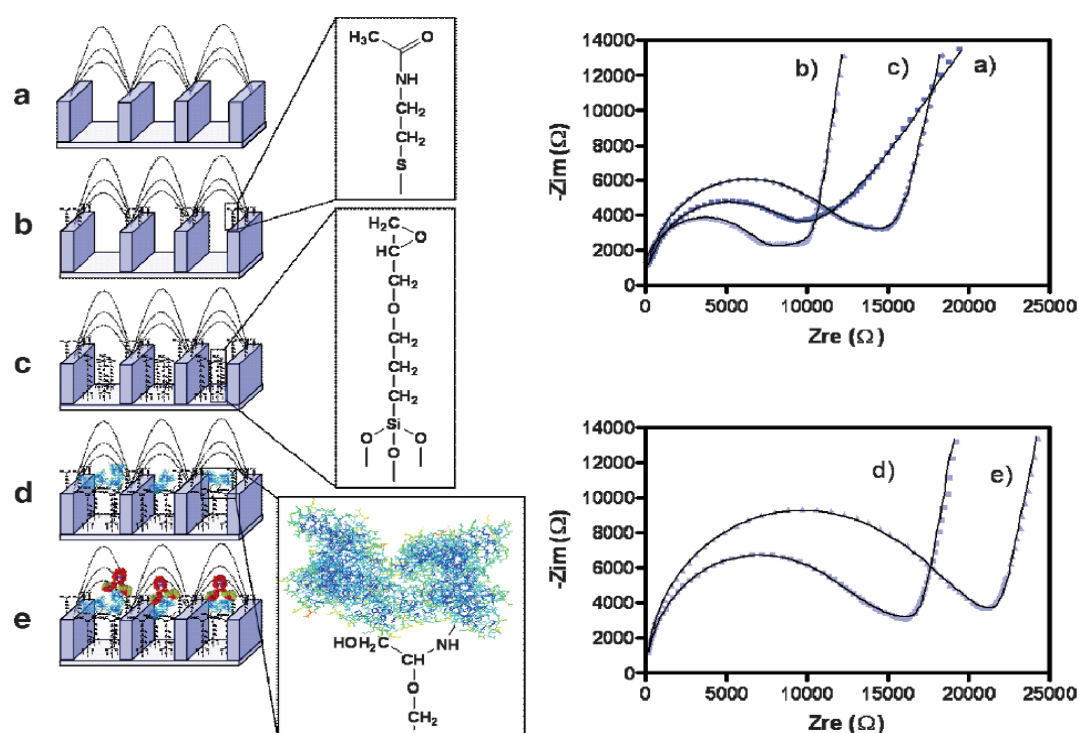 a
b
c
d
e
H₃C
O
NH
CH₂
CH₂
S
H₂C
O
HC
CH₂
O
CH₂
CH₂
CH₂
Si
O O O
HOH₂C
NH
CH
O
CH₂
14000
12000
10000
8000
6000
4000
2000
0
-Zim (Ω)
b) c) a)
0 5000 10000 15000 20000 25000
Zre (Ω)
14000
12000
10000
8000
6000
4000
2000
0
-Zim (Ω)
d) e)
0 5000 10000 15000 20000 25000
Zre (Ω)